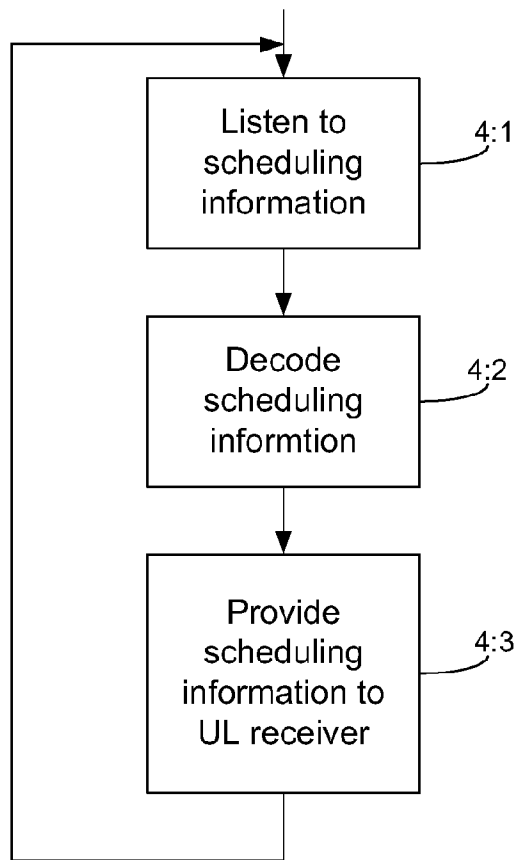 Listen to
scheduling
information
4:1
Decode
scheduling
informtion
4:2
Provide
scheduling
information to
UL receiver
4:3